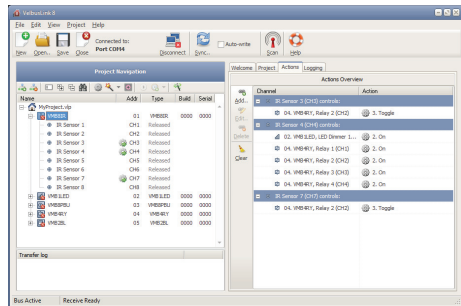 VelbusLink 8
File Edit View Project Help
New Open... Save Close Connected to: Port COM4 Disconnect Sync... Auto-write Scan Help
Project Navigation
Name Addr Type Build Serial
MyProject.vlp
VMB8IR 01 VMB8IR 0000 0000
IR Sensor 1 CH1 Released
IR Sensor 2 CH2 Released
IR Sensor 3 CH3 Released
IR Sensor 4 CH4 Released
IR Sensor 5 CH5 Released
IR Sensor 6 CH6 Released
IR Sensor 7 CH7 Released
IR Sensor 8 CH8 Released
VMB1LED 02 VMB1LED 0000 0000
VMB8PBU 03 VMB8PBU 0000 0000
VMB4RY 04 VMB4RY 0000 0000
VMB2BL 05 VMB2BL 0000 0000
Transfer log
Welcome Project Actions Logging
Actions Overview
Add...
Edit...
Delete
Clear
Channel Action
IR Sensor 3 (CH3) controls:
04. VMB4RY, Relay 2 (CH2) 3. Toggle
IR Sensor 4 (CH4) controls:
02. VMB1LED, LED Dimmer 1... 2. On
04. VMB4RY, Relay 1 (CH1) 2. On
04. VMB4RY, Relay 2 (CH2) 2. On
04. VMB4RY, Relay 3 (CH3) 2. On
04. VMB4RY, Relay 4 (CH4) 2. On
IR Sensor 7 (CH7) controls:
04. VMB4RY, Relay 2 (CH2) 3. Toggle
Bus Active Receive Ready